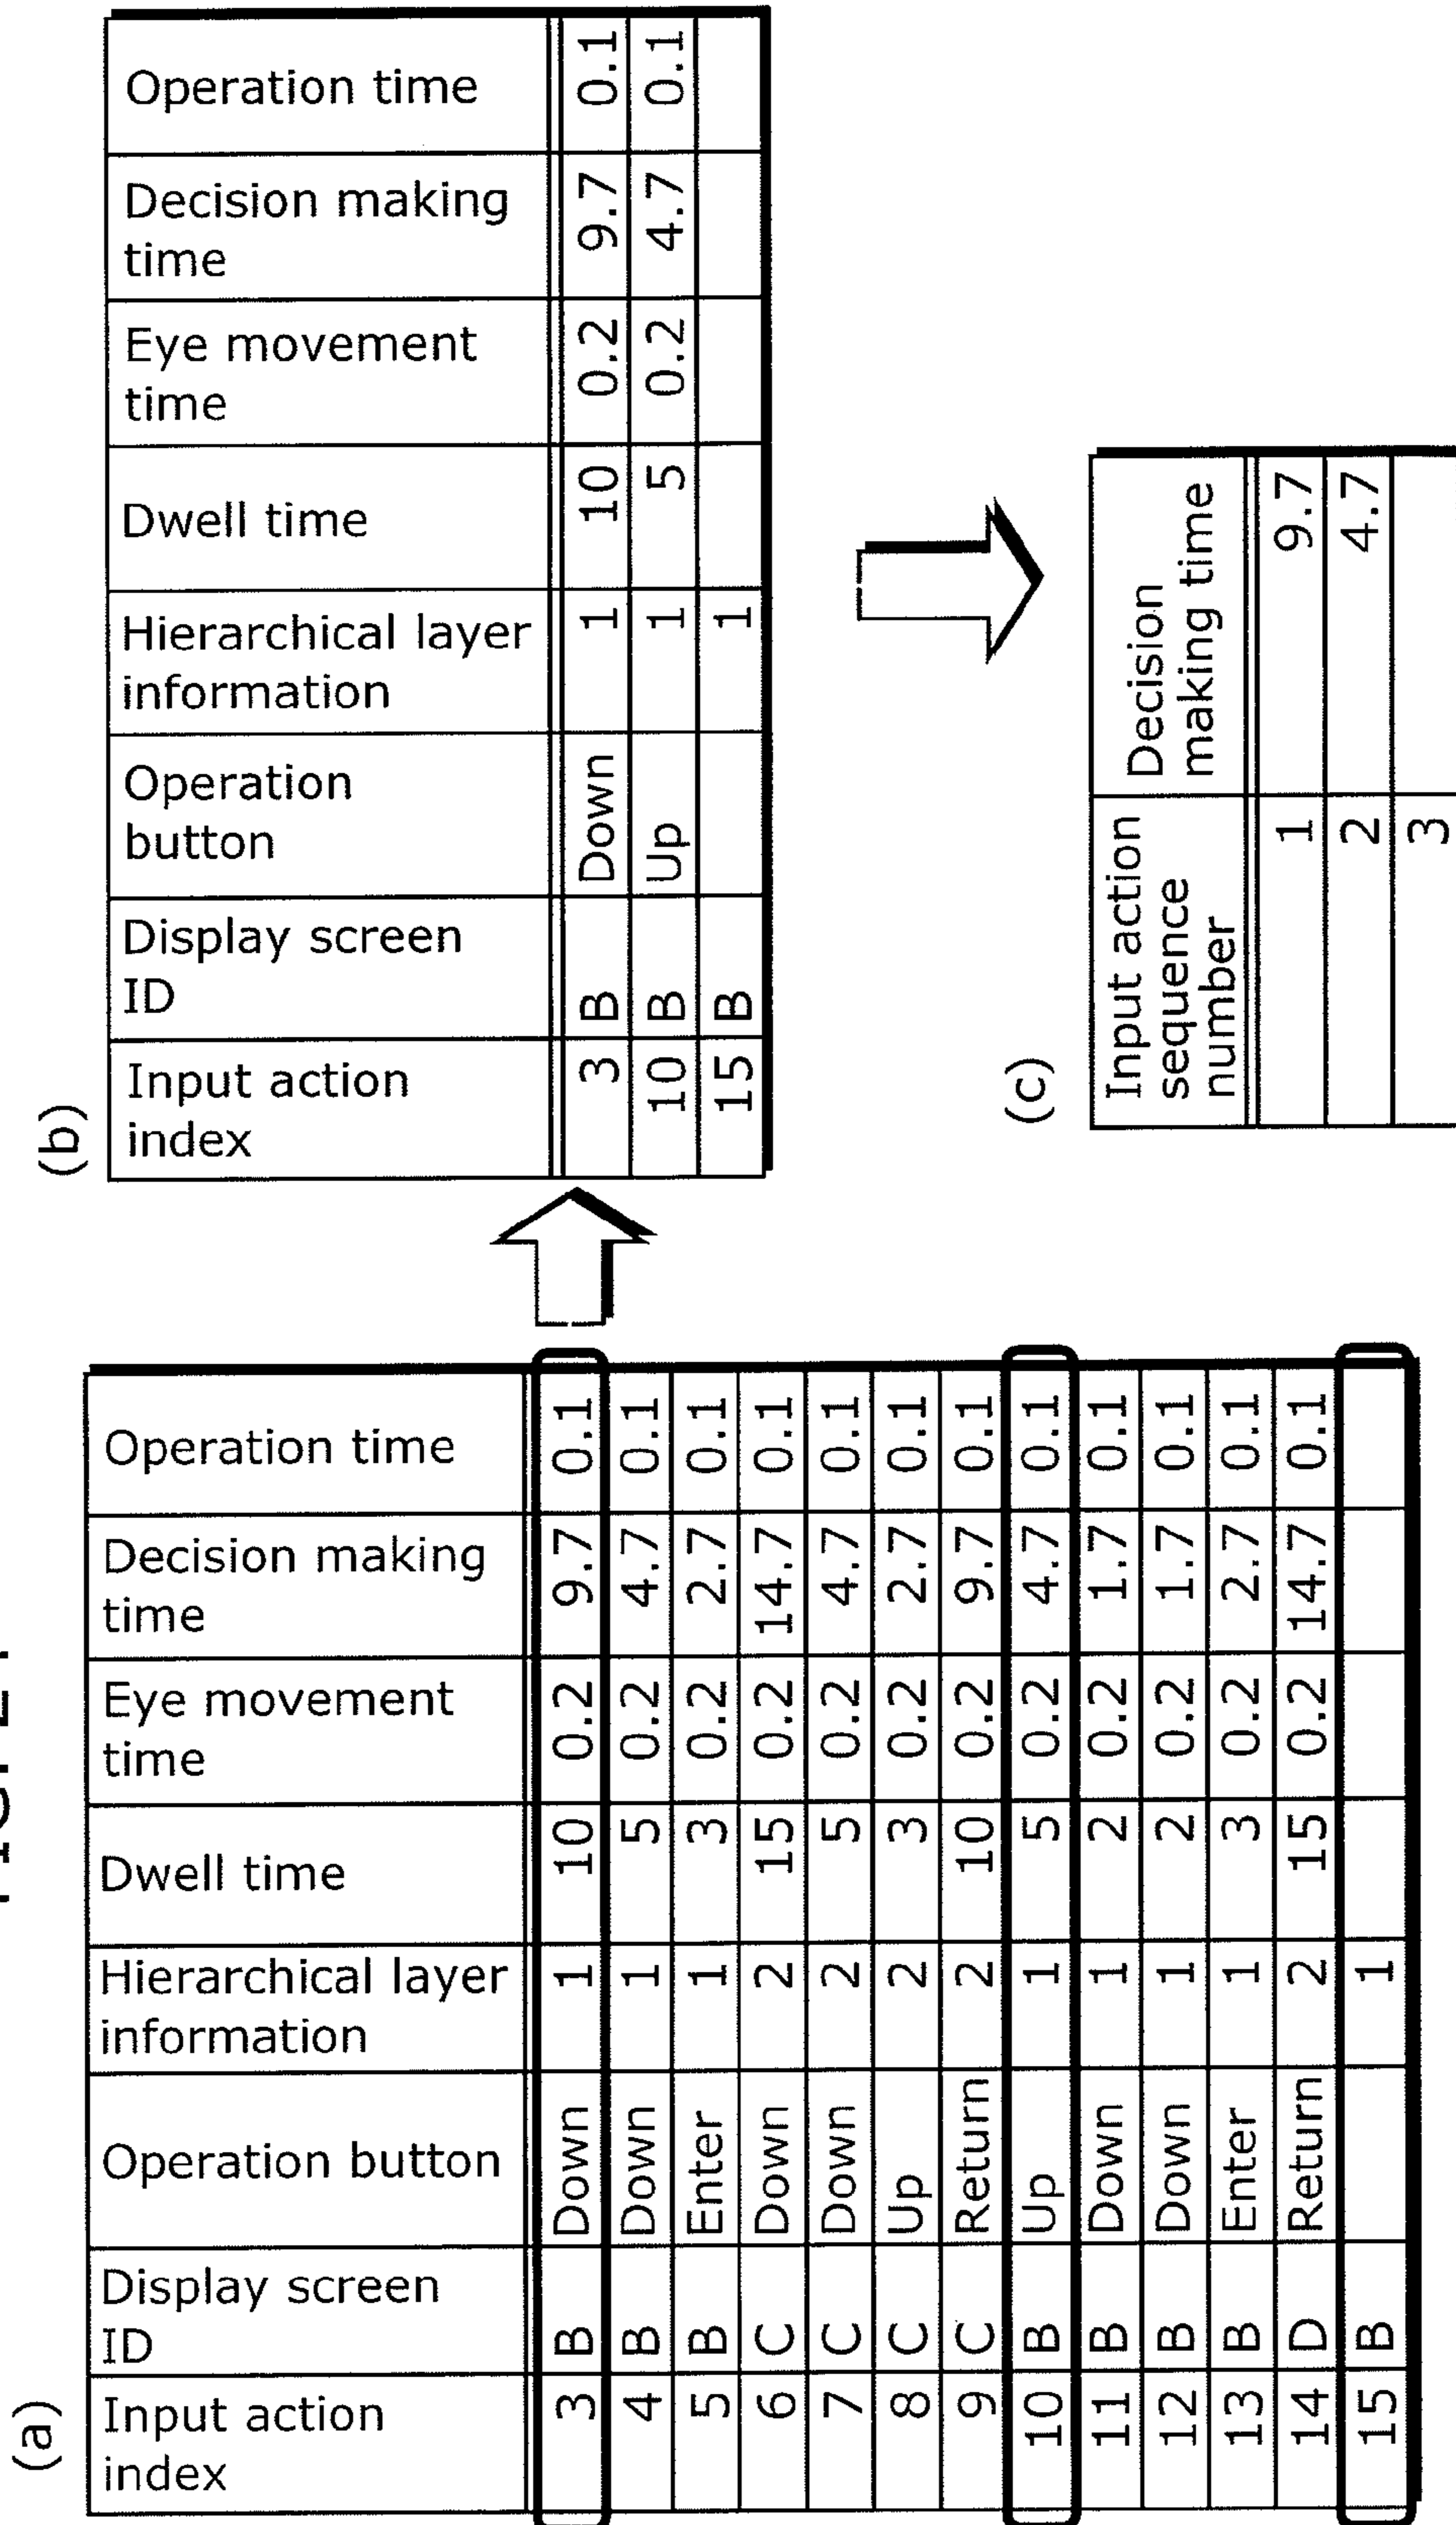 (a)
Input action index | Display screen ID | Operation button | Hierarchical layer information | Dwell time | Eye movement time | Decision making time | Operation time
3 | B | Down | 1 | 10 | 0.2 | 9.7 | 0.1
4 | B | Down | 1 | 5 | 0.2 | 4.7 | 0.1
5 | B | Enter | 1 | 3 | 0.2 | 2.7 | 0.1
6 | C | Down | 2 | 15 | 0.2 | 14.7 | 0.1
7 | C | Down | 2 | 5 | 0.2 | 4.7 | 0.1
8 | C | Up | 2 | 3 | 0.2 | 2.7 | 0.1
9 | C | Return | 2 | 10 | 0.2 | 9.7 | 0.1
10 | B | Up | 1 | 5 | 0.2 | 4.7 | 0.1
11 | B | Down | 1 | 2 | 0.2 | 1.7 | 0.1
12 | B | Down | 1 | 2 | 0.2 | 1.7 | 0.1
13 | B | Enter | 1 | 3 | 0.2 | 2.7 | 0.1
14 | D | Return | 2 | 15 | 0.2 | 14.7 | 0.1
15 | B | | 1 | | | |
(b)
Input action index | Display screen ID | Operation button | Hierarchical layer information | Dwell time | Eye movement time | Decision making time | Operation time
3 | B | Down | 1 | 10 | 0.2 | 9.7 | 0.1
10 | B | Up | 1 | 5 | 0.2 | 4.7 | 0.1
15 | B | | 1 | | | |
(c)
Input action sequence number | Decision making time
1 | 9.7
2 | 4.7
3 |